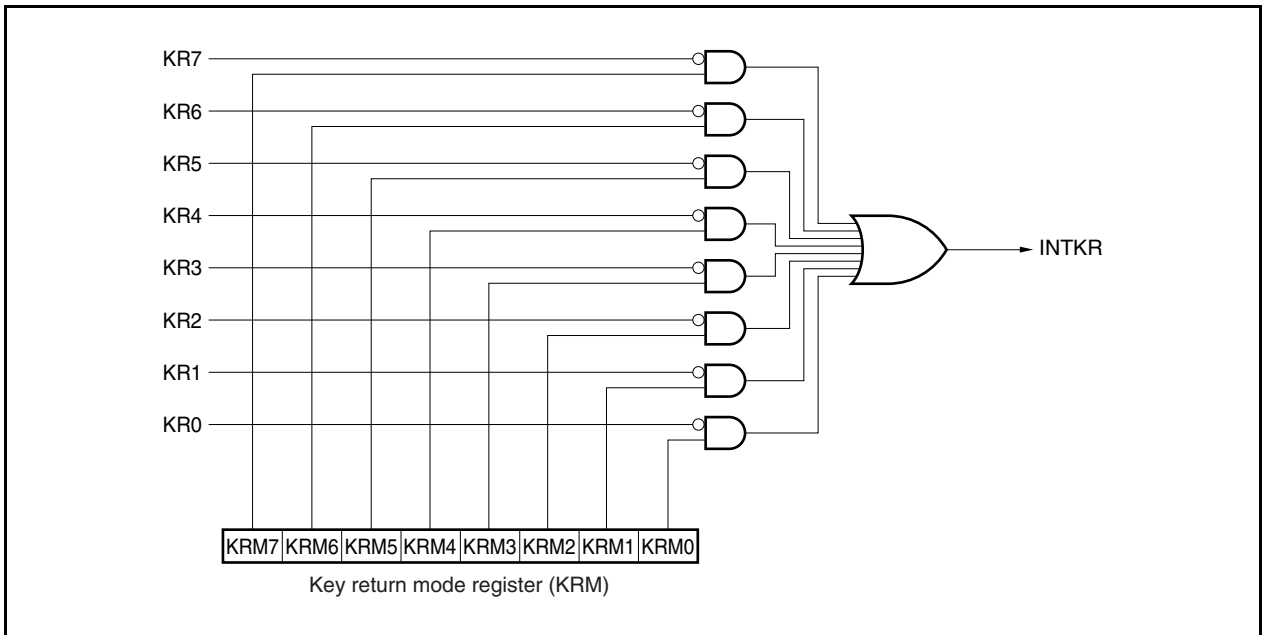 KR7
KR6
KR5
KR4
KR3
KR2
KR1
KR0
INTKR
KRM7 KRM6 KRM5 KRM4 KRM3 KRM2 KRM1 KRM0
Key return mode register (KRM)